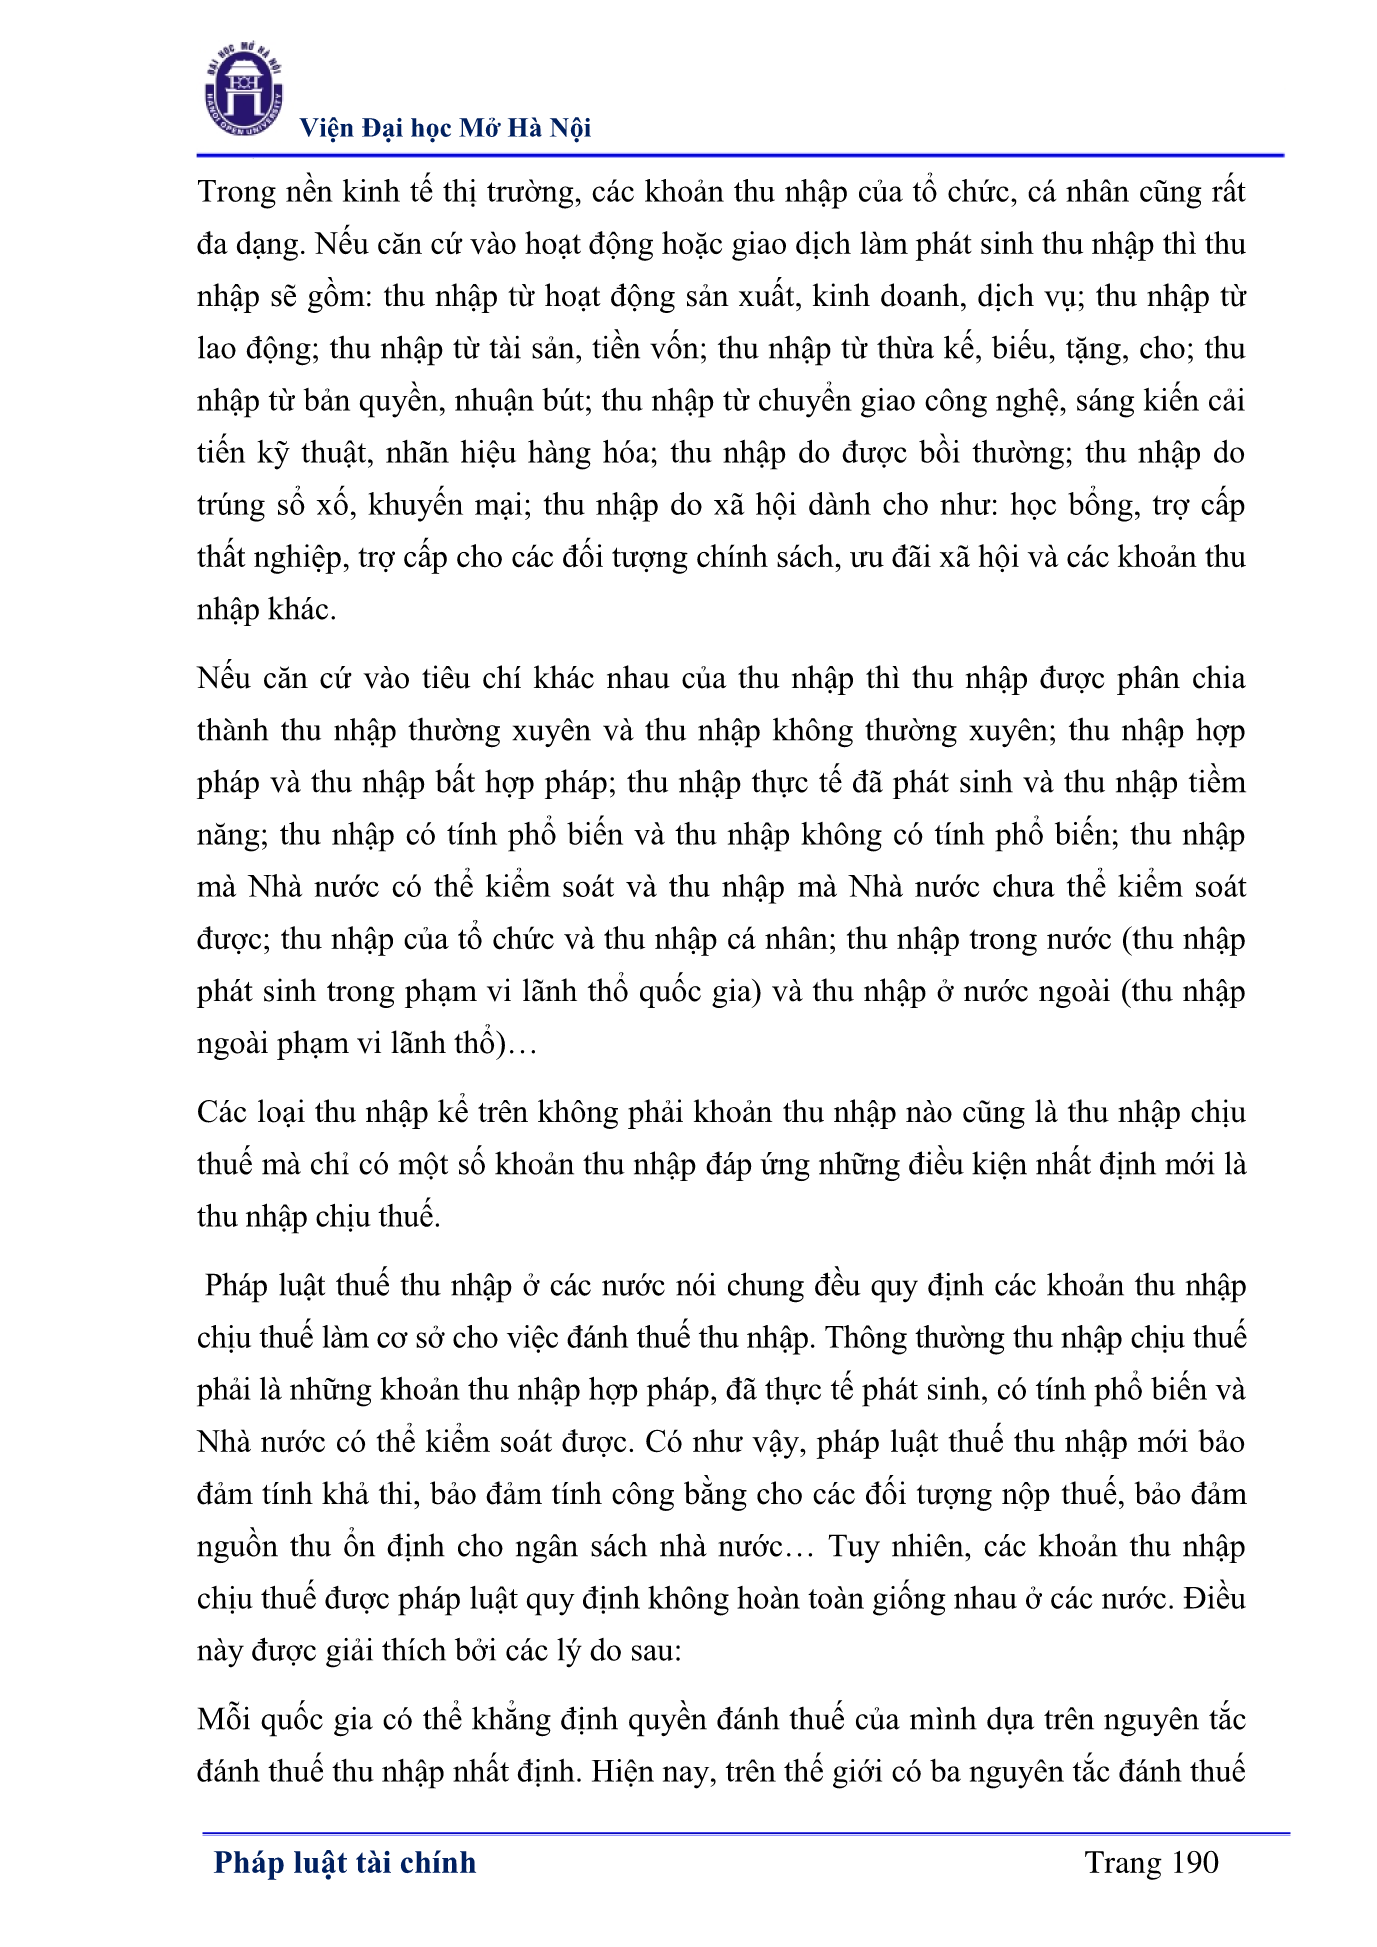 ĐẠI HỌC MỞ HÀ NỘI
HANOI OPEN UNIVERSITY
Viện Đại học Mở Hà Nội
Trong nền kinh tế thị trường, các khoản thu nhập của tổ chức, cá nhân cũng rất
đa dạng. Nếu căn cứ vào hoạt động hoặc giao dịch làm phát sinh thu nhập thì thu
nhập sẽ gồm: thu nhập từ hoạt động sản xuất, kinh doanh, dịch vụ; thu nhập từ
lao động; thu nhập từ tài sản, tiền vốn; thu nhập từ thừa kế, biếu, tặng, cho; thu
nhập từ bản quyền, nhuận bút; thu nhập từ chuyển giao công nghệ, sáng kiến cải
tiến kỹ thuật, nhãn hiệu hàng hóa; thu nhập do được bồi thường; thu nhập do
trúng sổ xố, khuyến mại; thu nhập do xã hội dành cho như: học bổng, trợ cấp
thất nghiệp, trợ cấp cho các đối tượng chính sách, ưu đãi xã hội và các khoản thu
nhập khác.
Nếu căn cứ vào tiêu chí khác nhau của thu nhập thì thu nhập được phân chia
thành thu nhập thường xuyên và thu nhập không thường xuyên; thu nhập hợp
pháp và thu nhập bất hợp pháp; thu nhập thực tế đã phát sinh và thu nhập tiềm
năng; thu nhập có tính phổ biến và thu nhập không có tính phổ biến; thu nhập
mà Nhà nước có thể kiểm soát và thu nhập mà Nhà nước chưa thể kiểm soát
được; thu nhập của tổ chức và thu nhập cá nhân; thu nhập trong nước (thu nhập
phát sinh trong phạm vi lãnh thổ quốc gia) và thu nhập ở nước ngoài (thu nhập
ngoài phạm vi lãnh thổ)…
Các loại thu nhập kể trên không phải khoản thu nhập nào cũng là thu nhập chịu
thuế mà chỉ có một số khoản thu nhập đáp ứng những điều kiện nhất định mới là
thu nhập chịu thuế.
Pháp luật thuế thu nhập ở các nước nói chung đều quy định các khoản thu nhập
chịu thuế làm cơ sở cho việc đánh thuế thu nhập. Thông thường thu nhập chịu thuế
phải là những khoản thu nhập hợp pháp, đã thực tế phát sinh, có tính phổ biến và
Nhà nước có thể kiểm soát được. Có như vậy, pháp luật thuế thu nhập mới bảo
đảm tính khả thi, bảo đảm tính công bằng cho các đối tượng nộp thuế, bảo đảm
nguồn thu ổn định cho ngân sách nhà nước… Tuy nhiên, các khoản thu nhập
chịu thuế được pháp luật quy định không hoàn toàn giống nhau ở các nước. Điều
này được giải thích bởi các lý do sau:
Mỗi quốc gia có thể khẳng định quyền đánh thuế của mình dựa trên nguyên tắc
đánh thuế thu nhập nhất định. Hiện nay, trên thế giới có ba nguyên tắc đánh thuế
Pháp luật tài chính
Trang 190